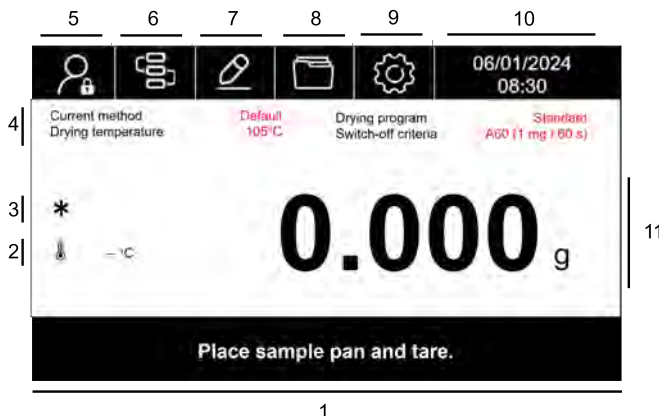 5 6 7 8 9 10
06/01/2024
08:30
4 Current method Default Drying program Standard
Drying temperature 105°C Switch-off criteria A60 (1 mg / 60 s)
3 *
2 – °C
0.000 g
11
Place sample pan and tare.
1